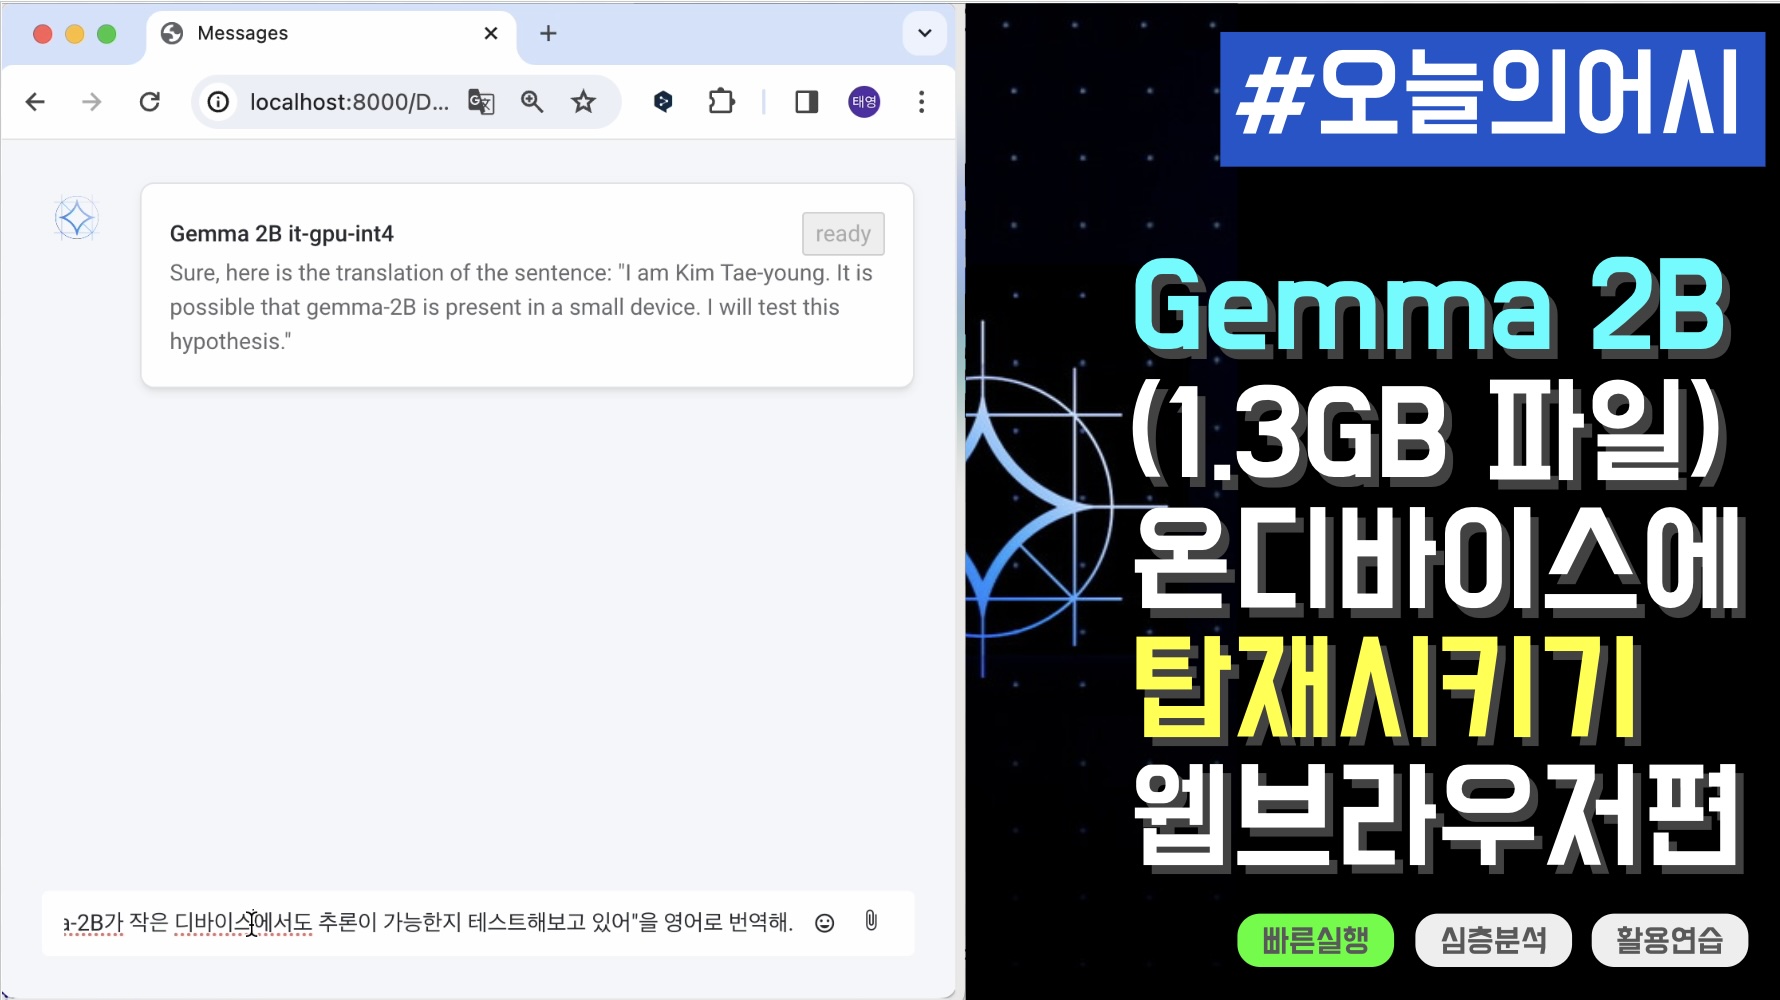 Messages
localhost:8000/D...
태영
Gemma 2B it-gpu-int4
ready
Sure, here is the translation of the sentence: "I am Kim Tae-young. It is
possible that gemma-2B is present in a small device. I will test this
hypothesis."
a-2B가 작은 디바이스에서도 추론이 가능한지 테스트해보고 있어"을 영어로 번역해.
#오늘의어시
Gemma 2B
(1.3GB 파일)
온디바이스에
탑재시키기
웹브라우저편
빠른실행 심층분석 활용연습